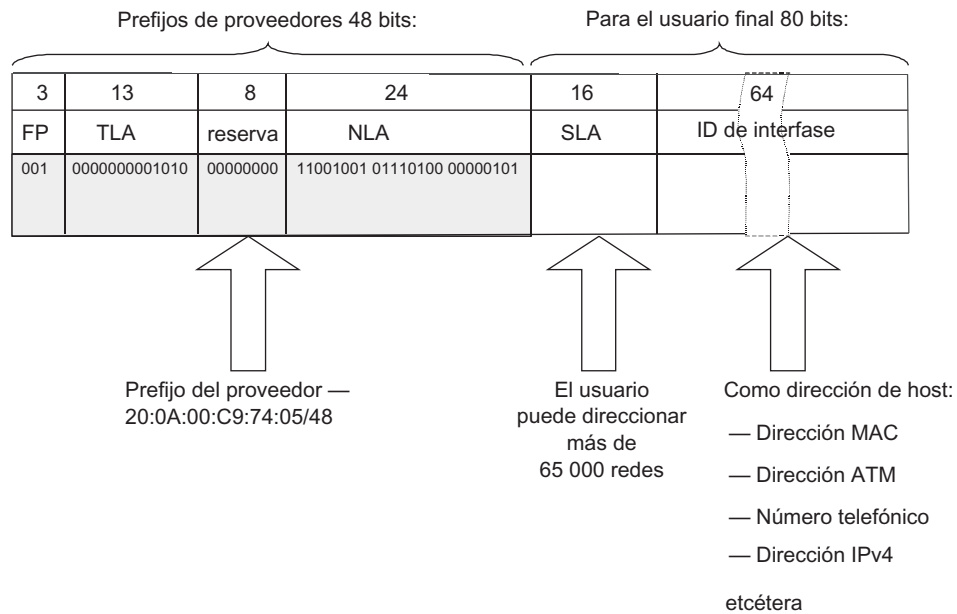 Prefijos de proveedores 48 bits:
Para el usuario final 80 bits:
3 13 8 24 16 64
FP TLA reserva NLA SLA ID de interfase
001 0000000001010 00000000 11001001 01110100 00000101
Prefijo del proveedor —
20:0A:00:C9:74:05/48
El usuario
puede direccionar
más de
65 000 redes
Como dirección de host:
— Dirección MAC
— Dirección ATM
— Número telefónico
— Dirección IPv4
etcétera